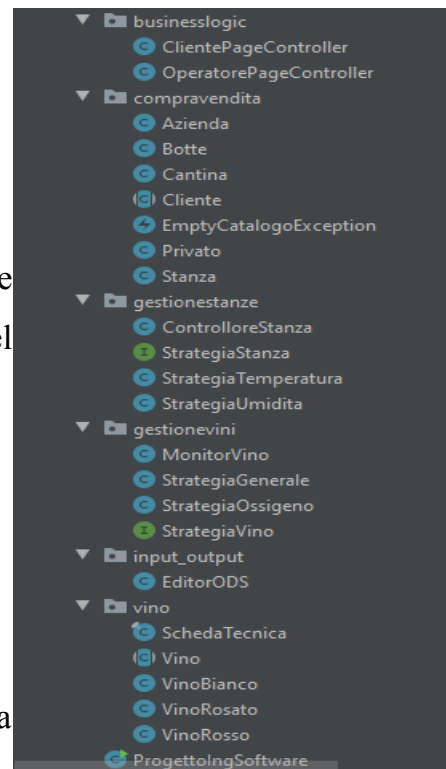 businesslogic
ClientePageController
OperatorePageController
compravendita
Azienda
Botte
Cantina
Cliente
EmptyCatalogoException
Privato
Stanza
e
gestionestanze
ControlloreStanza
el
StrategiaStanza
StrategiaTemperatura
StrategiaUmidita
gestionevini
MonitorVino
StrategiaGenerale
StrategiaOssigeno
StrategiaVino
input_output
EditorODS
vino
SchedaTecnica
Vino
VinoBianco
VinoRosato
a
VinoRosso
ProgettoIngSoftware